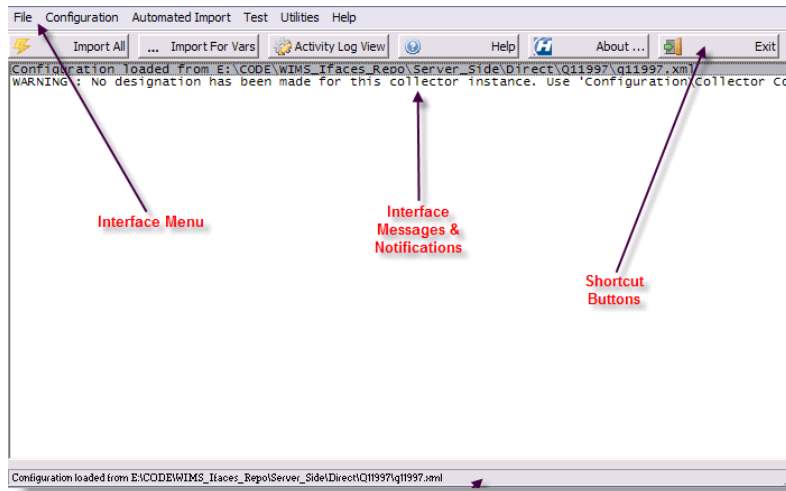 File Configuration Automated Import Test Utilities Help
Import All ... Import For Vars Activity Log View Help About ... Exit
Configuration loaded from E:\CODE\WIMS_Ifaces_Repo\Server_Side\Direct\Q11997\q11997.xml
WARNING : No designation has been made for this collector instance. Use 'Configuration\Collector Co
Interface Menu
Interface
Messages &
Notifications
Shortcut
Buttons
Configuration loaded from E:\CODE\WIMS_Ifaces_Repo\Server_Side\Direct\Q11997\q11997.xml